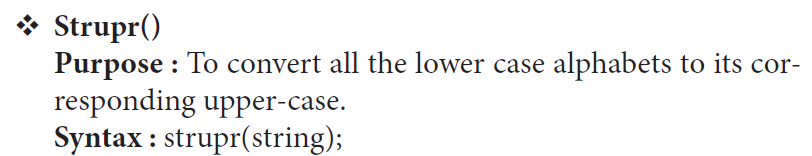 ❖ Strupr()
Purpose : To convert all the lower case alphabets to its cor-
responding upper-case.
Syntax : strupr(string);